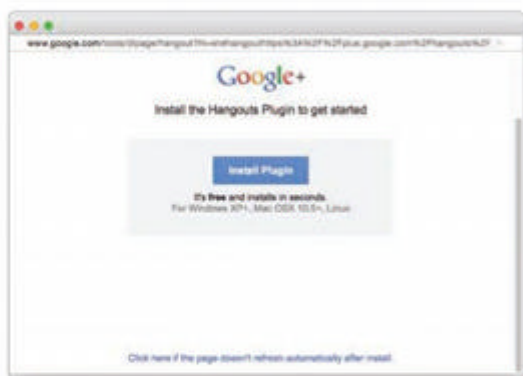 Google+
Install the Hangouts Plugin to get started
Install Plugin
It's free and installs in seconds.
For Windows XP+, Mac OSX 10.5+, Linux
Click here if the page doesn't refresh automatically after install.